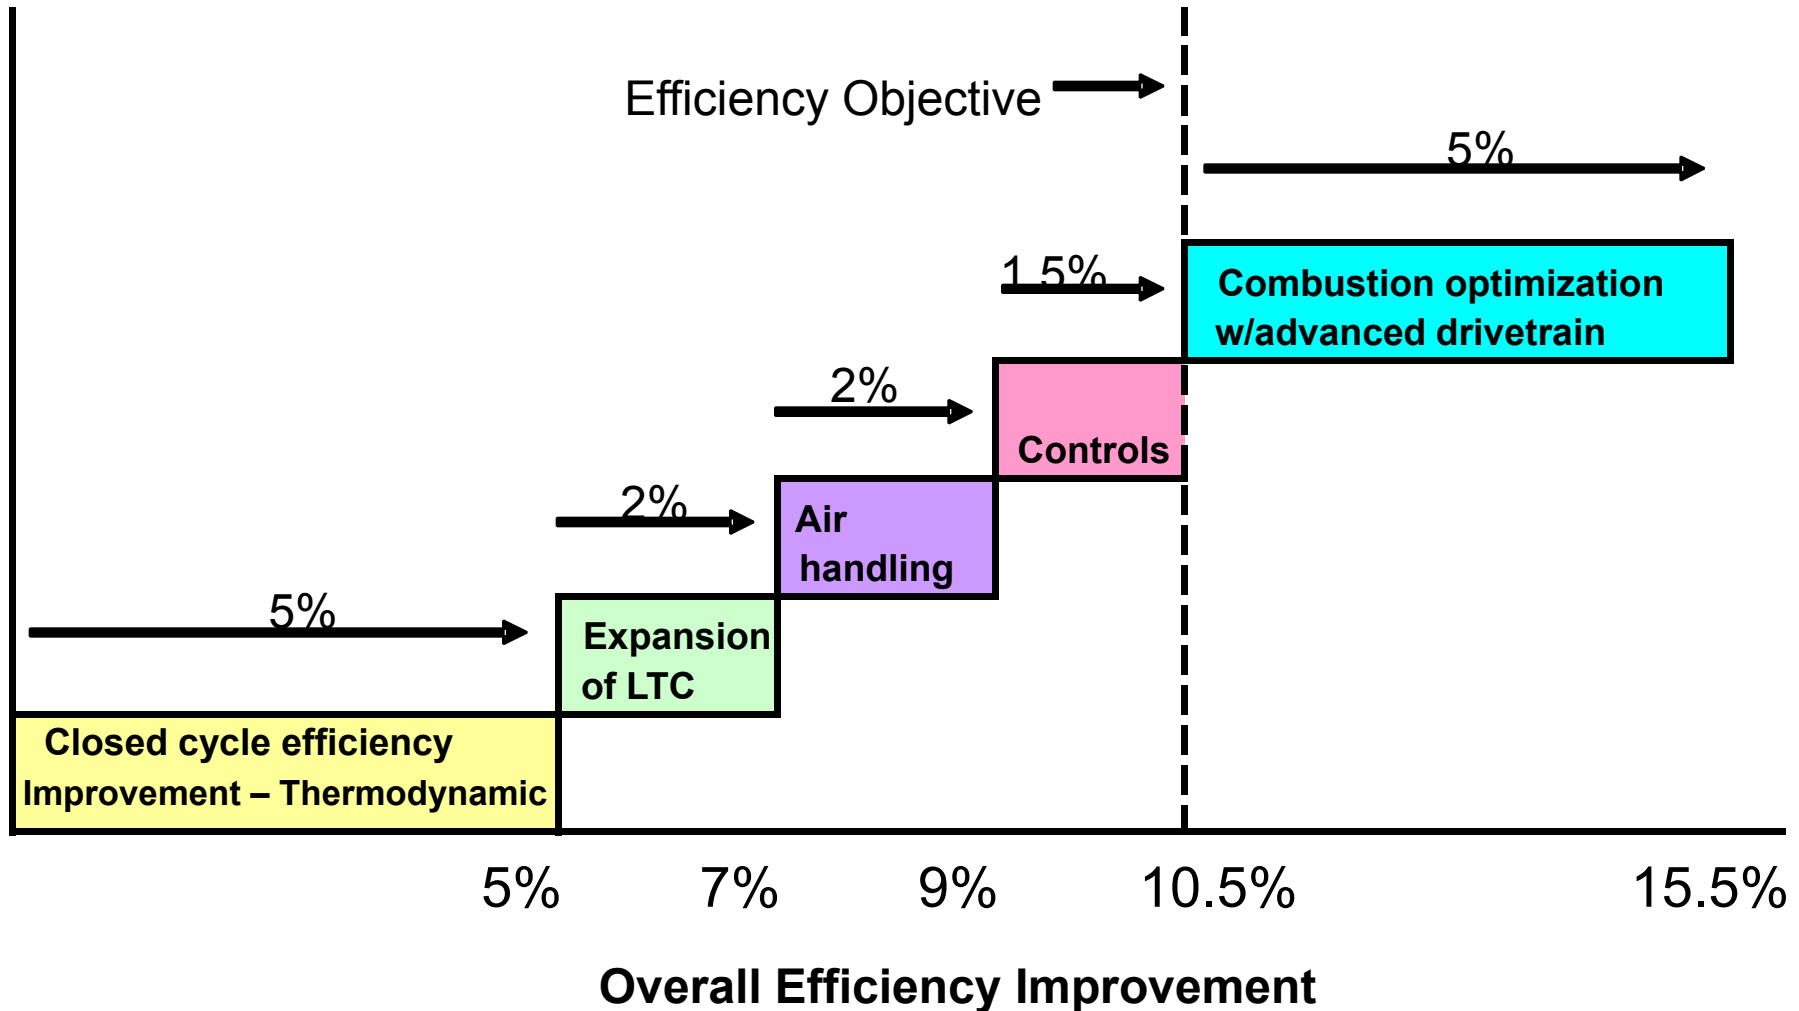 Efficiency Objective
5%
1.5%
Combustion optimization
w/advanced drivetrain
2%
Controls
2%
Air
handling
5%
Expansion
of LTC
Closed cycle efficiency
Improvement – Thermodynamic
5% 7% 9% 10.5% 15.5%
Overall Efficiency Improvement